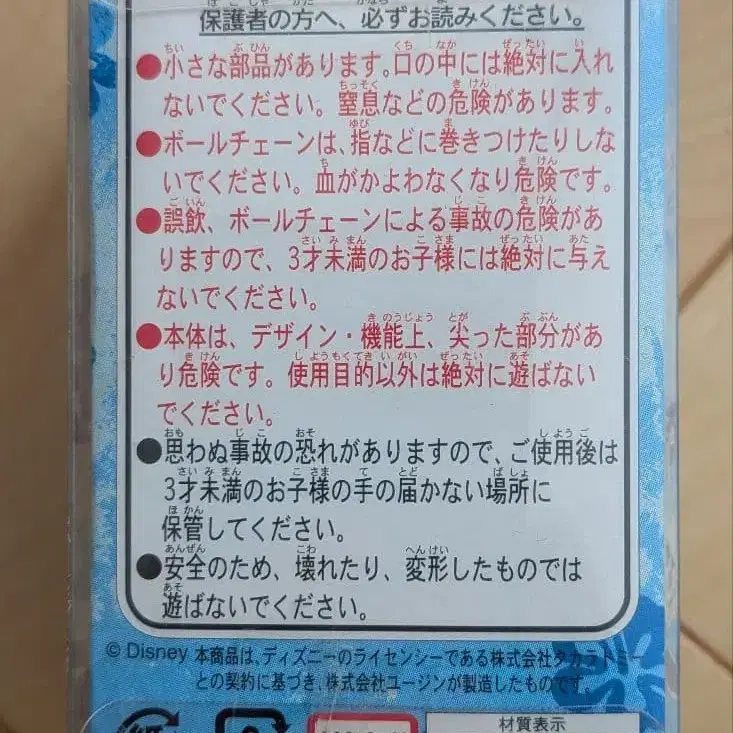 保護者の方へ、必ずお読みください。
●小さな部品があります。口の中には絶対に入れ
ないでください。窒息などの危険があります。
●ボールチェーンは、指などに巻きつけたりしな
いでください。血がかよわなくなり危険です。
●誤飲、ボールチェーンによる事故の危険があ
りますので、3才未満のお子様には絶対に与え
ないでください。
●本体は、デザイン・機能上、尖った部分があ
り危険です。使用目的以外は絶対に遊ばない
でください。
●思わぬ事故の恐れがありますので、ご使用後は
3才未満のお子様の手の届かない場所に
保管してください。
●安全のため、壊れたり、変形したものでは
遊ばないでください。
© Disney 本商品は、ディズニーのライセンシーである株式会社タカラトミー
との契約に基づき、株式会社ユージンが製造したものです。
材質表示